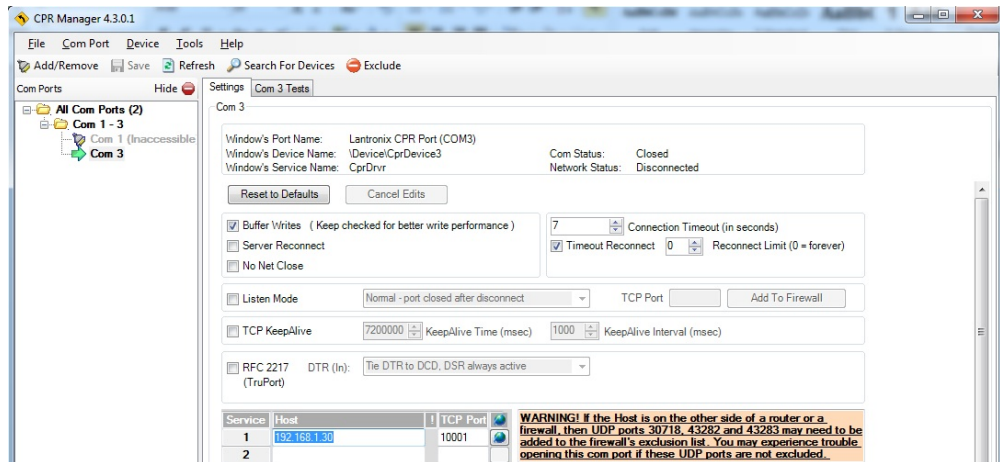 CPR Manager 4.3.0.1
File Com Port Device Tools Help
Add/Remove Save Refresh Search For Devices Exclude
Com Ports Hide Settings Com 3 Tests
All Com Ports (2)
Com 1 - 3
Com 1 (Inaccessible
Com 3
Com 3
Window's Port Name: Lantronix CPR Port (COM3)
Window's Device Name: \Device\CprDevice3 Com Status: Closed
Window's Service Name: CprDrvr Network Status: Disconnected
Reset to Defaults Cancel Edits
Buffer Writes ( Keep checked for better write performance ) 7 Connection Timeout (in seconds)
Server Reconnect Timeout Reconnect 0 Reconnect Limit (0 = forever)
No Net Close
Listen Mode Normal - port closed after disconnect TCP Port Add To Firewall
TCP KeepAlive 7200000 KeepAlive Time (msec) 1000 KeepAlive Interval (msec)
RFC 2217 DTR (In): Tie DTR to DCD, DSR always active
(TruPort)
Service Host ! TCP Port
1 192.168.1.30 10001
2
WARNING! If the Host is on the other side of a router or a
firewall, then UDP ports 30718, 43282 and 43283 may need to be
added to the firewall's exclusion list. You may experience trouble
opening this com port if these UDP ports are not excluded.